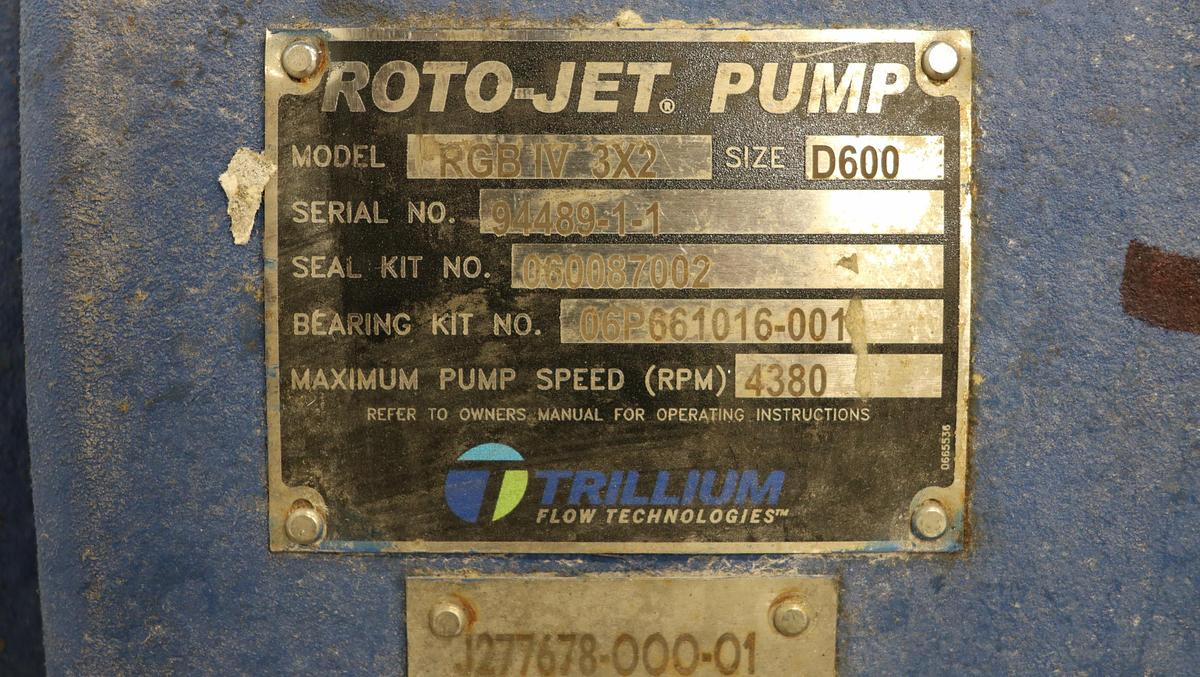 ROTO-JET® PUMP
MODEL RGB IV 3X2 SIZE D600
SERIAL NO. 94489-1-1
SEAL KIT NO. 060087002
BEARING KIT NO. 06P661016-001
MAXIMUM PUMP SPEED (RPM) 4380
REFER TO OWNERS MANUAL FOR OPERATING INSTRUCTIONS
0665536
TRILLIUM
FLOW TECHNOLOGIES™
J277678-000-01